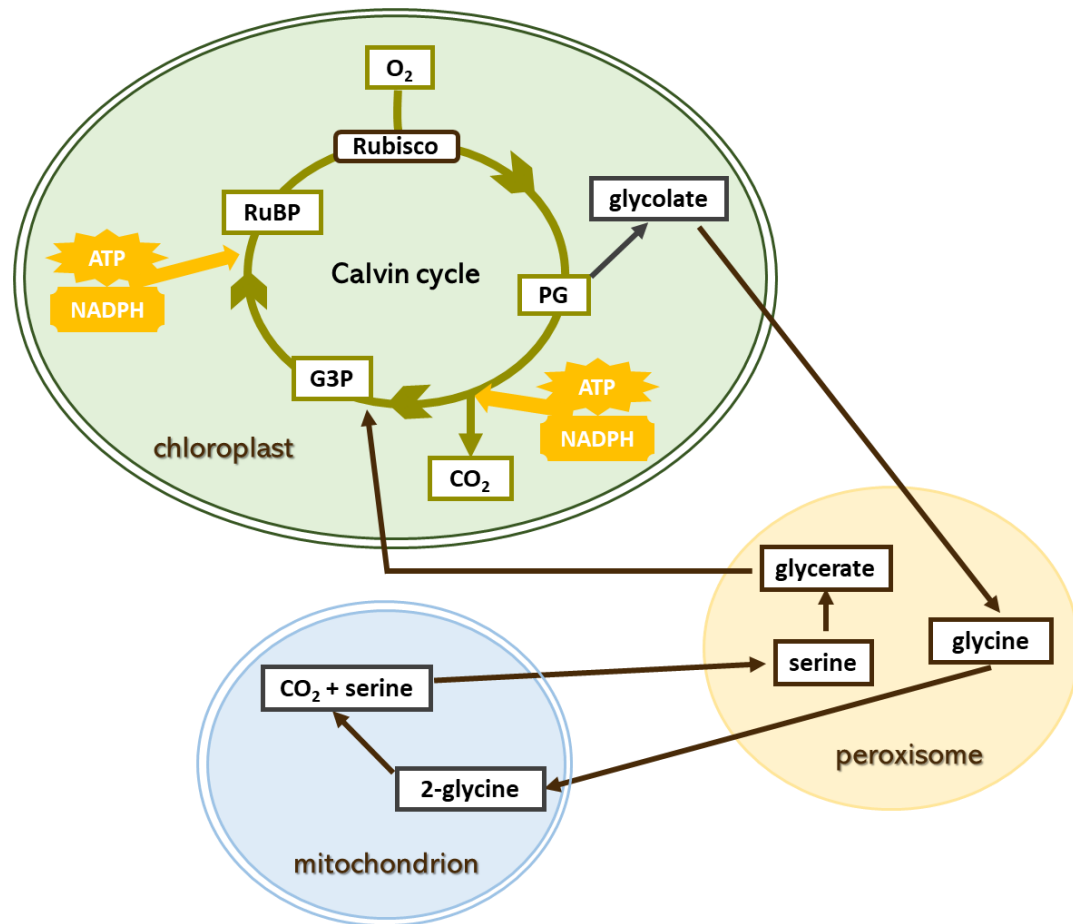 O₂
Rubisco
glycolate
RuBP
ATP
NADPH
Calvin cycle
PG
G3P
ATP
NADPH
chloroplast
CO₂
glycerate
glycine
serine
CO₂ + serine
peroxisome
2-glycine
mitochondrion